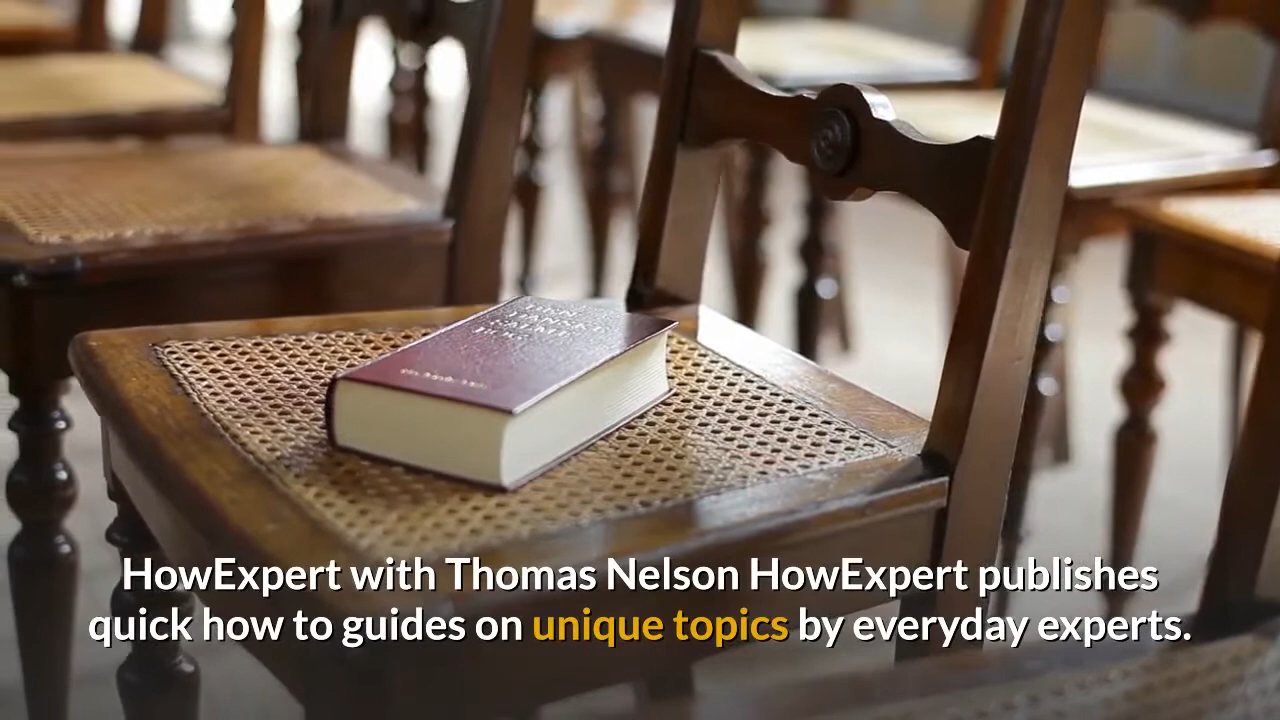 HowExpert with Thomas Nelson HowExpert publishes
quick how to guides on unique topics by everyday experts.